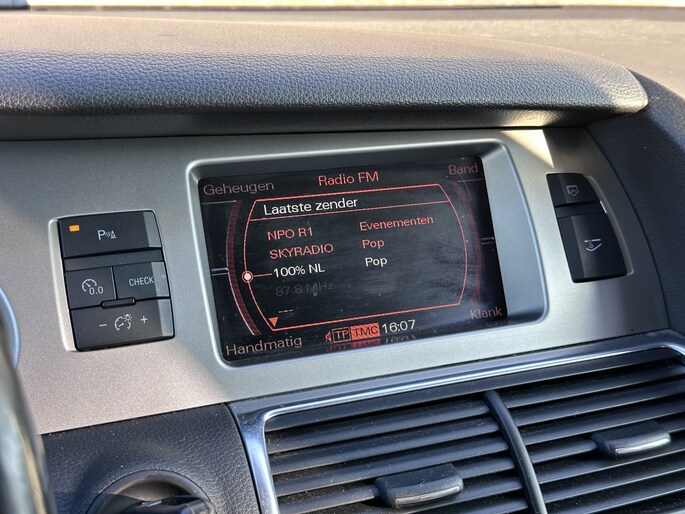 Geheugen Radio FM Band
Laatste zender
NPO R1 Evenementen
SKYRADIO Pop
100% NL Pop
87.8 MHz
---
Handmatig TP TMC 16:07 Klank
P
0.0 CHECK
- +